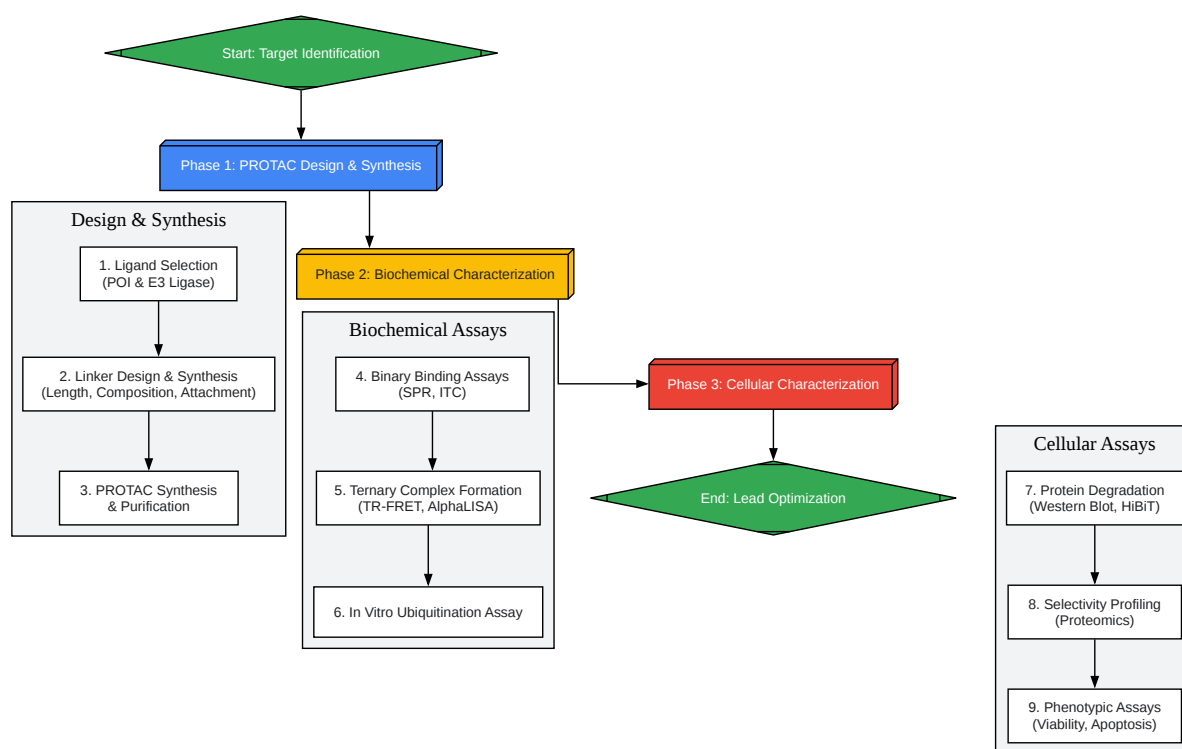 Start: Target Identification
Phase 1: PROTAC Design & Synthesis
Design & Synthesis
1. Ligand Selection
(POI & E3 Ligase)
2. Linker Design & Synthesis
(Length, Composition, Attachment)
3. PROTAC Synthesis
& Purification
Phase 2: Biochemical Characterization
Biochemical Assays
4. Binary Binding Assays
(SPR, ITC)
5. Ternary Complex Formation
(TR-FRET, AlphaLISA)
6. In Vitro Ubiquitination Assay
Phase 3: Cellular Characterization
End: Lead Optimization
Cellular Assays
7. Protein Degradation
(Western Blot, HiBiT)
8. Selectivity Profiling
(Proteomics)
9. Phenotypic Assays
(Viability, Apoptosis)